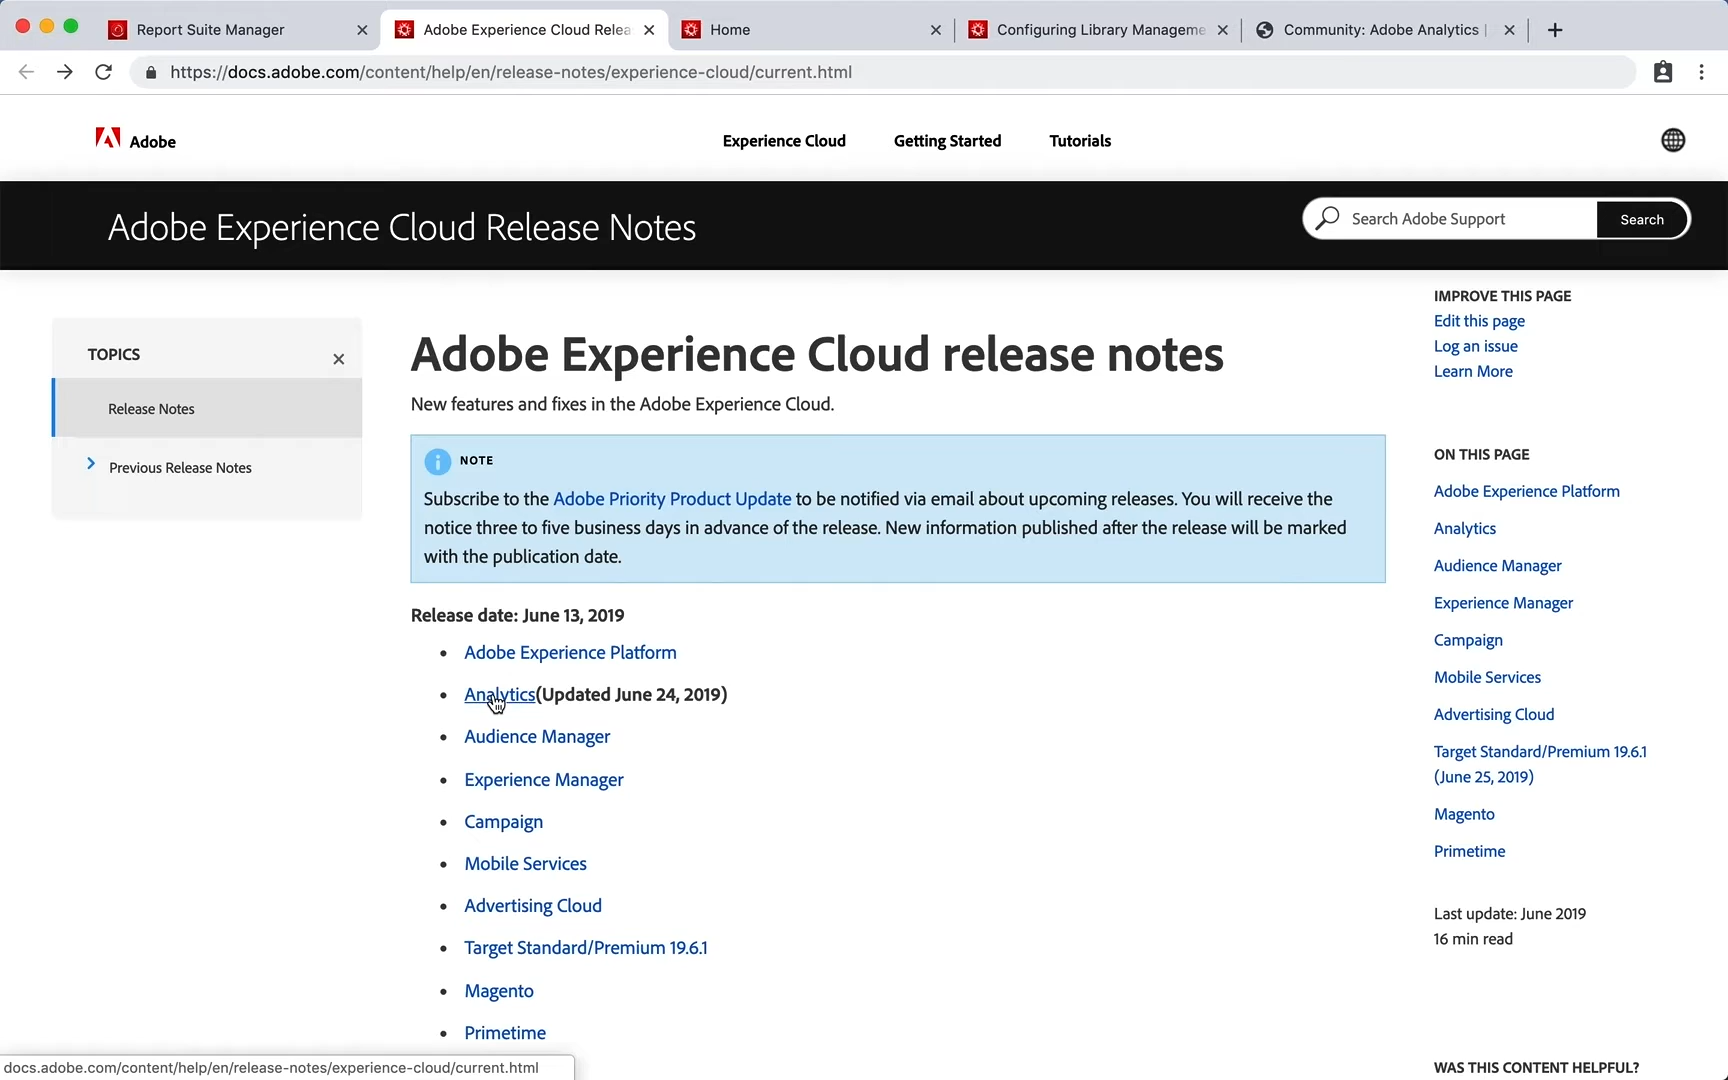 Report Suite Manager
Adobe Experience Cloud Relea
Home
Configuring Library Manageme
Community: Adobe Analytics |
https://docs.adobe.com/content/help/en/release-notes/experience-cloud/current.html
Adobe
Experience Cloud
Getting Started
Tutorials
Adobe Experience Cloud Release Notes
Search Adobe Support
Search
TOPICS
Release Notes
Previous Release Notes
Adobe Experience Cloud release notes
New features and fixes in the Adobe Experience Cloud.
NOTE
Subscribe to the Adobe Priority Product Update to be notified via email about upcoming releases. You will receive the
notice three to five business days in advance of the release. New information published after the release will be marked
with the publication date.
Release date: June 13, 2019
• Adobe Experience Platform
• Analytics(Updated June 24, 2019)
• Audience Manager
• Experience Manager
• Campaign
• Mobile Services
• Advertising Cloud
• Target Standard/Premium 19.6.1
• Magento
• Primetime
IMPROVE THIS PAGE
Edit this page
Log an issue
Learn More
ON THIS PAGE
Adobe Experience Platform
Analytics
Audience Manager
Experience Manager
Campaign
Mobile Services
Advertising Cloud
Target Standard/Premium 19.6.1
(June 25, 2019)
Magento
Primetime
Last update: June 2019
16 min read
WAS THIS CONTENT HELPFUL?
docs.adobe.com/content/help/en/release-notes/experience-cloud/current.html